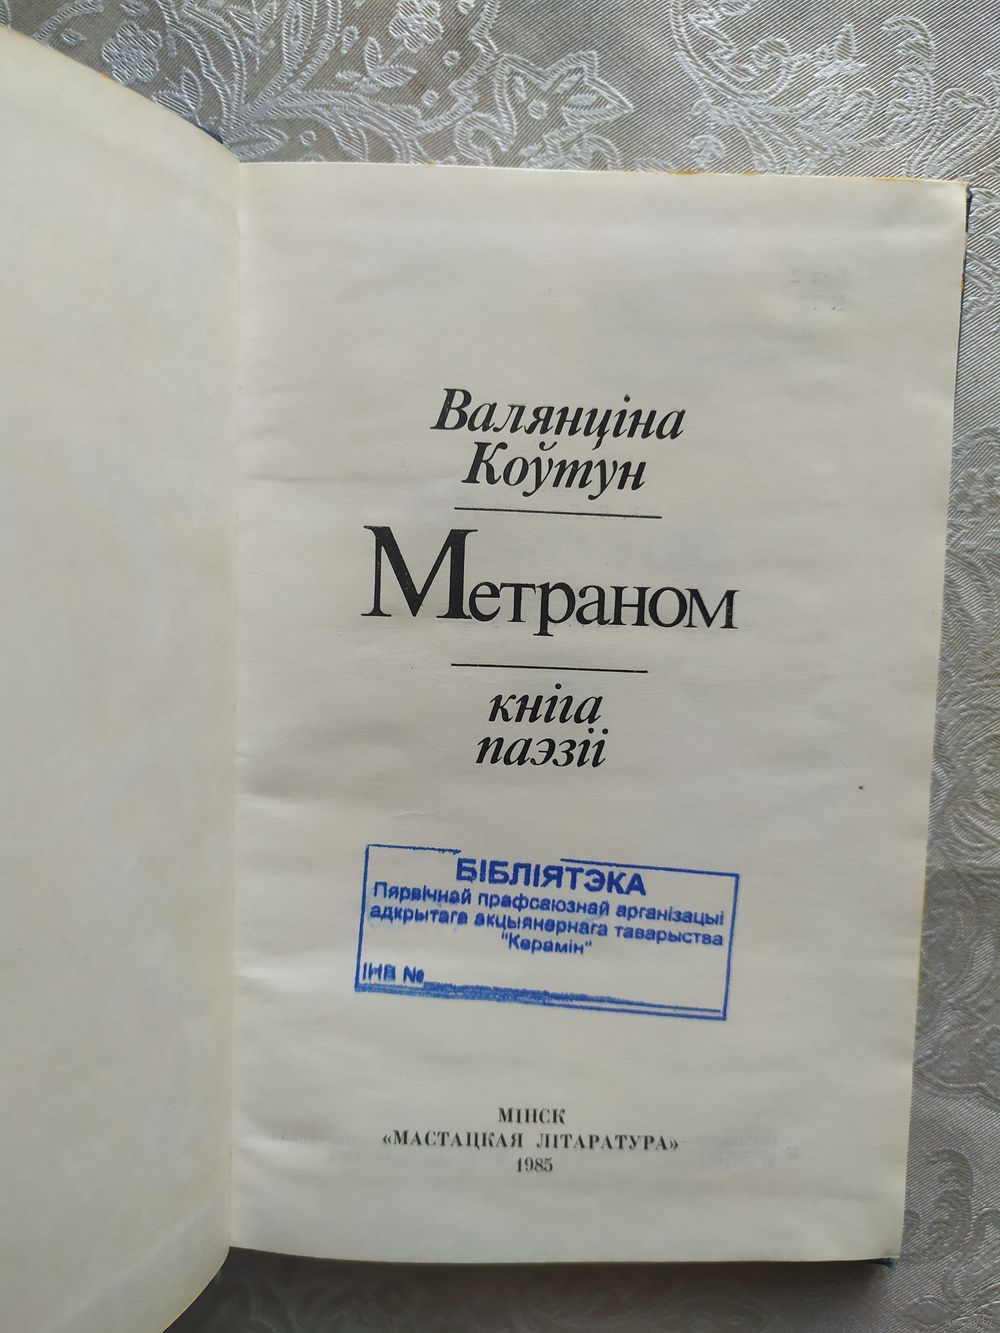 Валянціна
Коўтун
Метраном
кніга
паэзіі
БІБЛІЯТЭКА
Пярвічнай прафсаюзнай арганізацыі
адкрытага акцыянернага таварыства
"Керамін"
ІНВ №
МІНСК
«МАСТАЦКАЯ ЛІТАРАТУРА»
1985